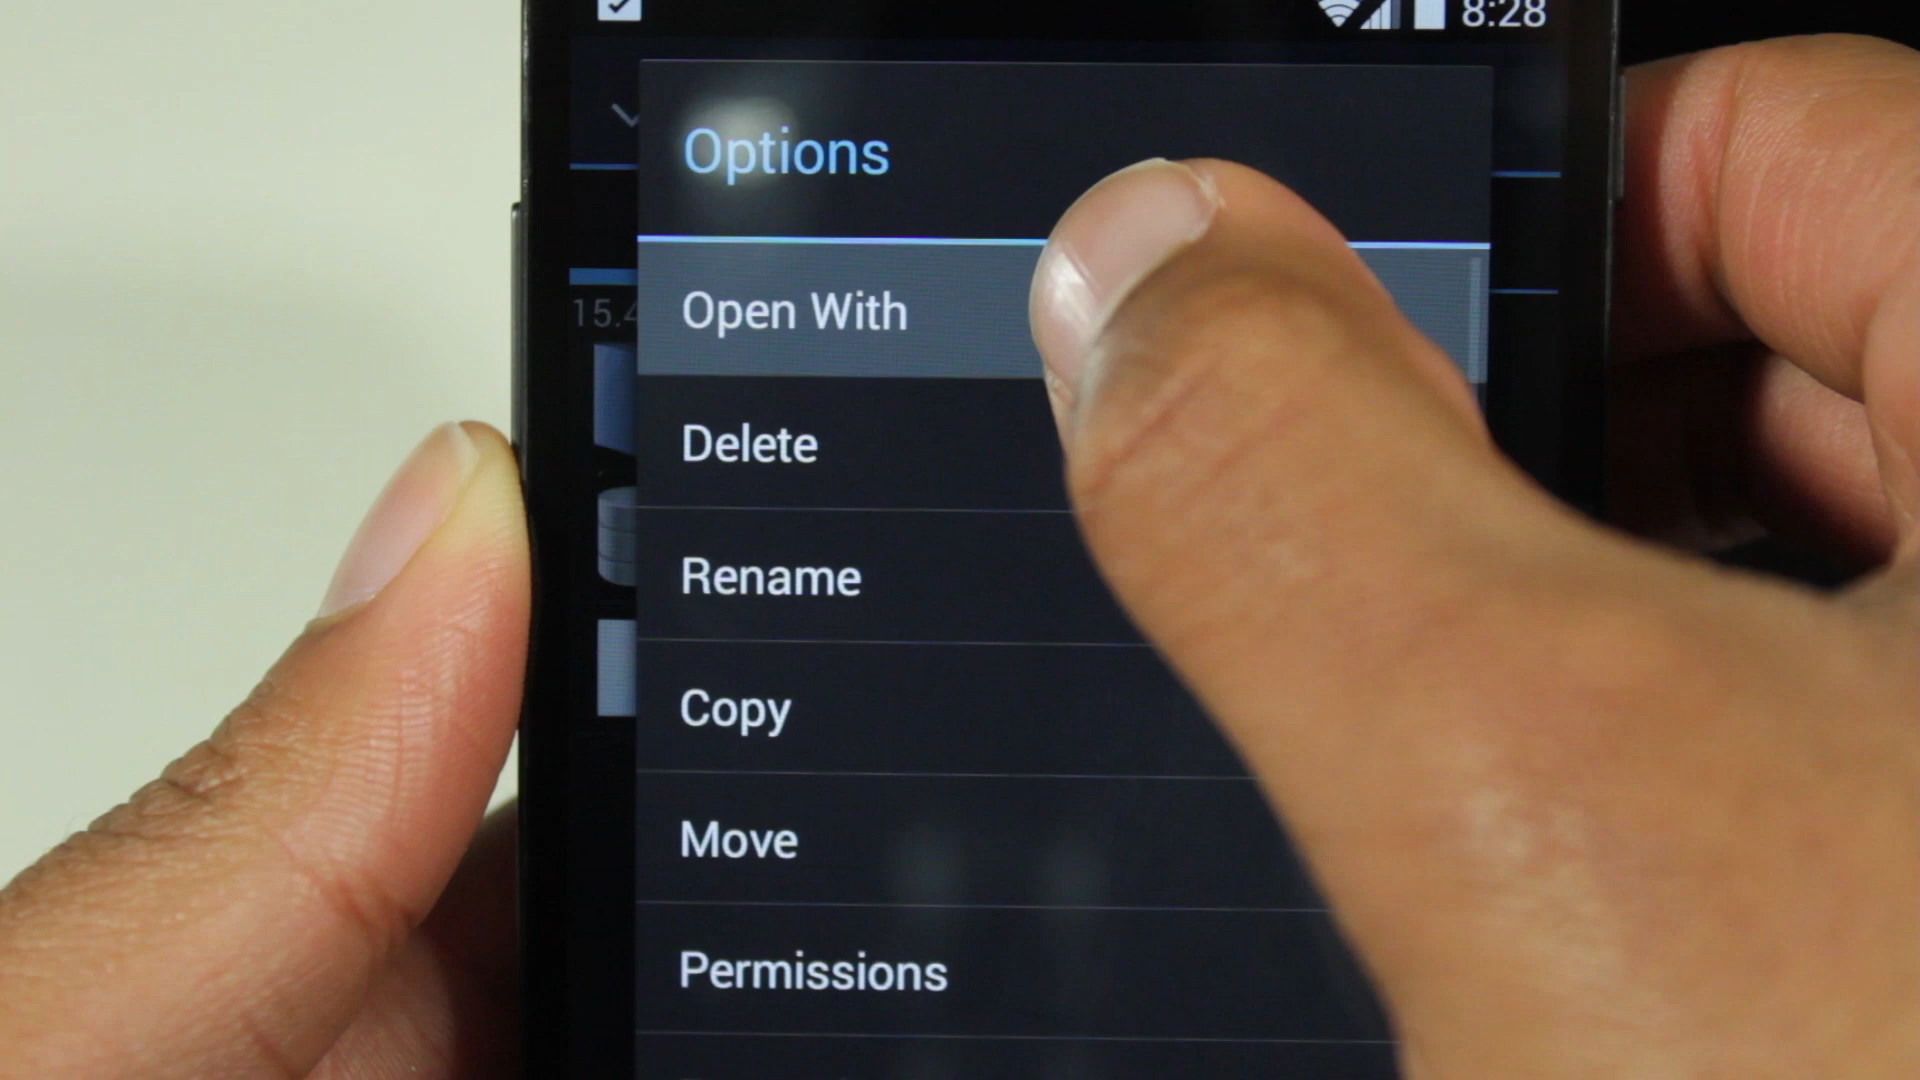 8:28
Options
Open With
15.4
Delete
Rename
Copy
Move
Permissions